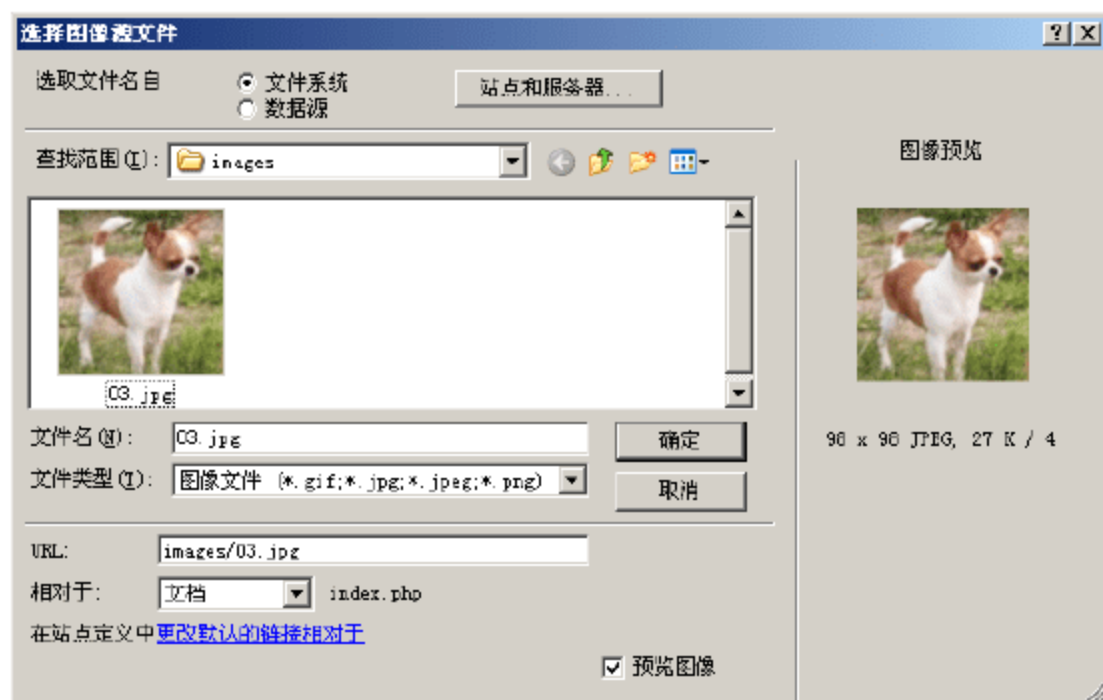 选择图像源文件
选取文件名自
文件系统
数据源
站点和服务器...
查找范围(I):
images
图像预览
03.jpg
文件名(N):
03.jpg
确定
98 x 98 JPEG, 27 K / 4
文件类型(T):
图像文件 (*.gif;*.jpg;*.jpeg;*.png)
取消
URL:
images/03.jpg
相对于:
文档
index.php
在站点定义中更改默认的链接相对于
预览图像